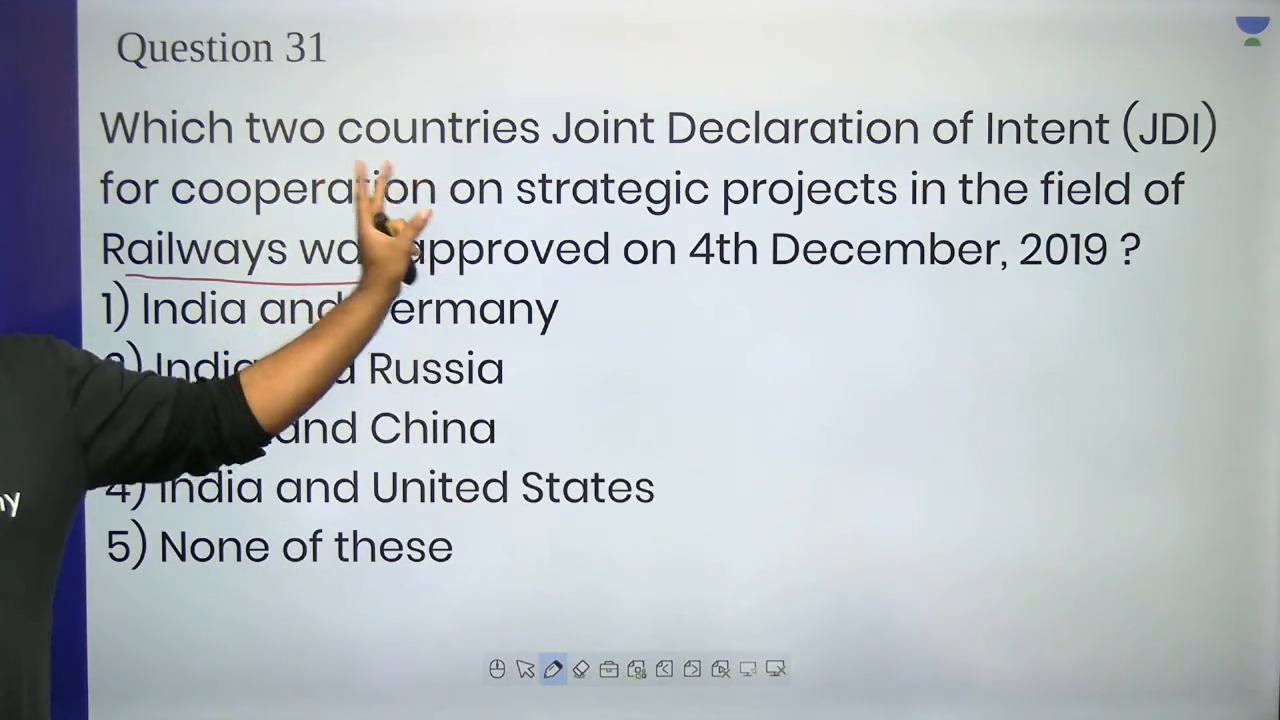 Question 31
Which two countries Joint Declaration of Intent (JDI)
for cooperation on strategic projects in the field of
Railways approved on 4th December, 2019 ?
1) India and Germany
India Russia
and China
4) India and United States
5) None of these